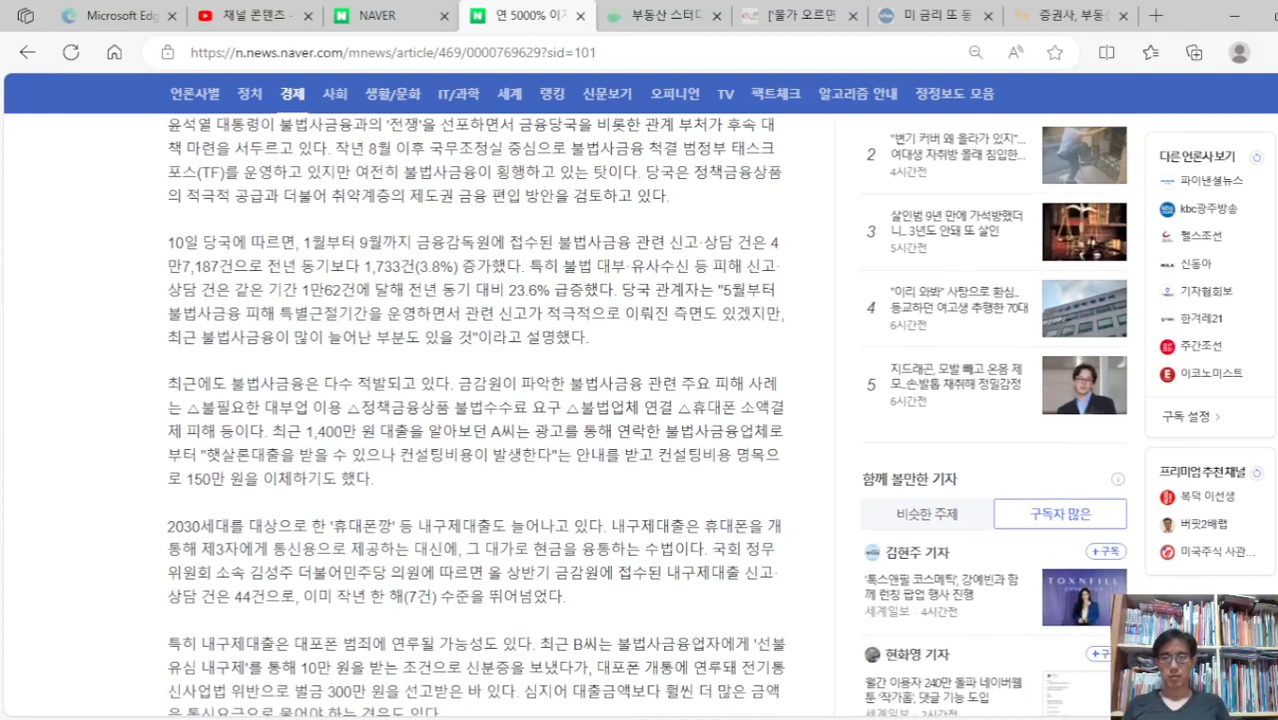 Microsoft Ed
채널 콘텐츠 -
NAVER
연 5000% 이
부동산 스터디
['물가 오르면
미 금리 또 동
증권사, 부동
https://n.news.naver.com/mnews/article/469/0000769629?sid=101
언론사별 정치 경제 사회 생활/문화 IT/과학 세계 랭킹 신문보기 오피니언 TV 팩트체크 알고리즘 안내 정정보도 모음
윤석열 대통령이 불법사금융과의 '전쟁'을 선포하면서 금융당국을 비롯한 관계 부처가 후속 대
책 마련을 서두르고 있다. 작년 8월 이후 국무조정실 중심으로 불법사금융 척결 범정부 태스크
포스(TF)를 운영하고 있지만 여전히 불법사금융이 횡행하고 있는 탓이다. 당국은 정책금융상품
의 적극적 공급과 더불어 취약계층의 제도권 금융 편입 방안을 검토하고 있다.
10일 당국에 따르면, 1월부터 9월까지 금융감독원에 접수된 불법사금융 관련 신고·상담 건은 4
만7,187건으로 전년 동기보다 1,733건(3.8%) 증가했다. 특히 불법 대부·유사수신 등 피해 신고·
상담 건은 같은 기간 1만62건에 달해 전년 동기 대비 23.6% 급증했다. 당국 관계자는 "5월부터
불법사금융 피해 특별근절기간을 운영하면서 관련 신고가 적극적으로 이뤄진 측면도 있겠지만,
최근 불법사금융이 많이 늘어난 부분도 있을 것"이라고 설명했다.
최근에도 불법사금융은 다수 적발되고 있다. 금감원이 파악한 불법사금융 관련 주요 피해 사례
는 △불필요한 대부업 이용 △정책금융상품 불법수수료 요구 △불법업체 연결 △휴대폰 소액결
제 피해 등이다. 최근 1,400만 원 대출을 알아보던 A씨는 광고를 통해 연락한 불법사금융업체로
부터 "햇살론대출을 받을 수 있으나 컨설팅비용이 발생한다"는 안내를 받고 컨설팅비용 명목으
로 150만 원을 이체하기도 했다.
2030세대를 대상으로 한 '휴대폰깡' 등 내구제대출도 늘어나고 있다. 내구제대출은 휴대폰을 개
통해 제3자에게 통신용으로 제공하는 대신에, 그 대가로 현금을 융통하는 수법이다. 국회 정무
위원회 소속 김성주 더불어민주당 의원에 따르면 올 상반기 금감원에 접수된 내구제대출 신고·
상담 건은 44건으로, 이미 작년 한 해(7건) 수준을 뛰어넘었다.
특히 내구제대출은 대포폰 범죄에 연루될 가능성도 있다. 최근 B씨는 불법사금융업자에게 '선불
유심 내구제'를 통해 10만 원을 받는 조건으로 신분증을 보냈다가, 대포폰 개통에 연루돼 전기통
신사업법 위반으로 벌금 300만 원을 선고받은 바 있다. 심지어 대출금액보다 훨씬 더 많은 금액
은 통신요금으로 물어야 하는 경우도 있다.
2
"변기 커버 왜 올라가 있지"...
여대생 자취방 몰래 침입한...
4시간전
3
살인범 9년 만에 가석방했더
니... 3년도 안돼 또 살인
5시간전
4
"이리 와봐" 사탕으로 환심..
등교하던 여고생 추행한 70대
6시간전
5
지드래곤, 모발 빼고 온몸 제
모..손발톱 채취해 정밀감정
6시간전
함께 볼만한 기자
비슷한 주제
구독자 많은
김현주 기자
+구독
'톡스앤필 코스메틱', 강예빈과 함
께 런칭 팝업 행사 진행
세계일보 · 4시간전
TOXNFILL
현화영 기자
+구
월간 이용자 240만 돌파 네이버웹
툰 '작가홈', 댓글 기능 도입
세계일보 · 2시간전
다른 언론사 보기
파이낸셜뉴스
kbc광주방송
헬스조선
신동아
기자협회보
한겨레21
주간조선
이코노미스트
구독 설정 >
프리미엄 추천 채널
복덕 이선생
버핏2배랩
미국주식 사관...